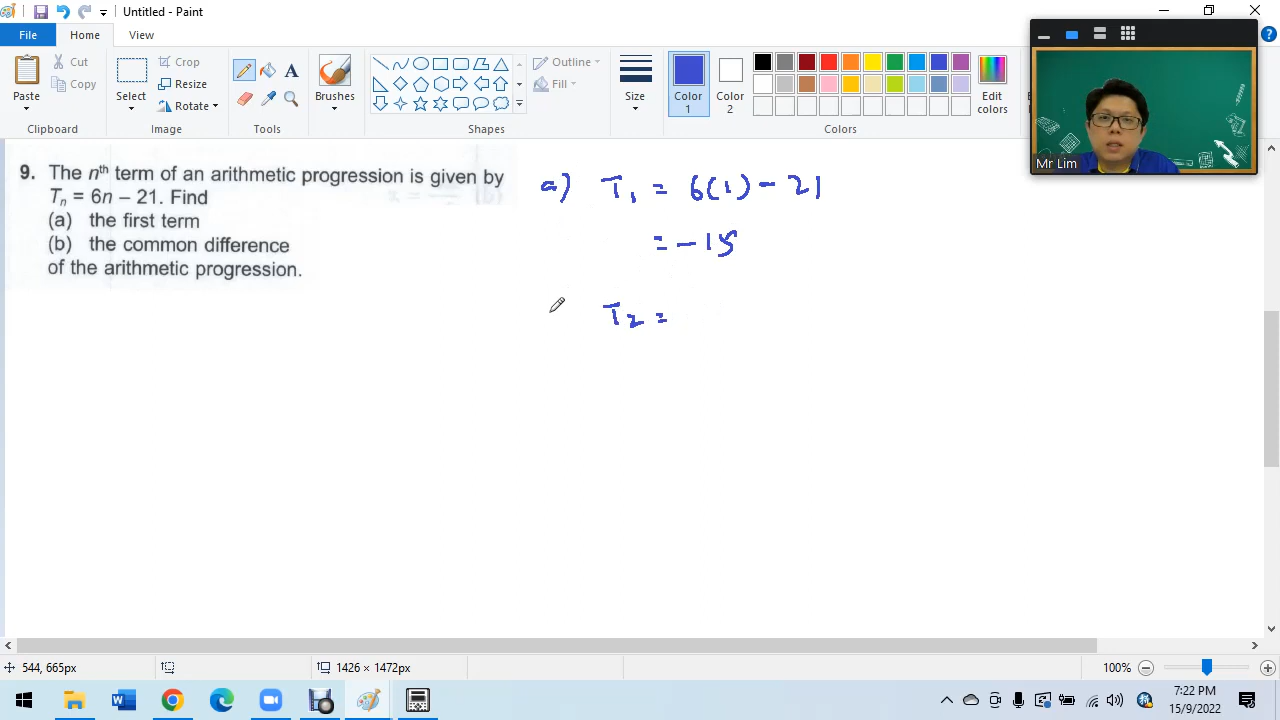 Untitled - Paint
File
Home
View
Paste
Cut
Copy
Clipboard
Select
Crop
Resize
Rotate
Image
A
Tools
Brushes
Shapes
Outline
Fill
Size
Color
1
Color
2
Colors
Edit
colors
Mr Lim
9. The nth term of an arithmetic progression is given by
Tn = 6n – 21. Find
(a) the first term
(b) the common difference
of the arithmetic progression.
a) T1 = 6(1) - 21
= -15
T2 =
544, 665px
1426 × 1472px
100%
7:22 PM
15/9/2022